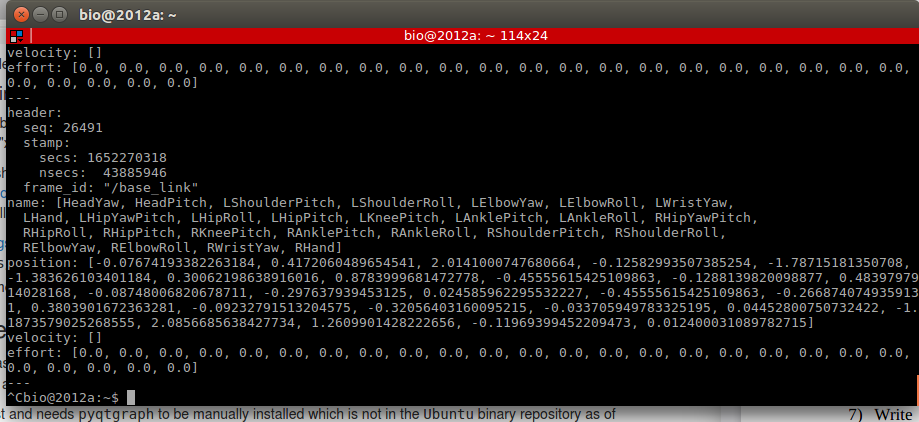 bio@2012a: ~
bio@2012a: ~ 114x24
velocity: []
effort: [0.0, 0.0, 0.0, 0.0, 0.0, 0.0, 0.0, 0.0, 0.0, 0.0, 0.0, 0.0, 0.0, 0.0, 0.0, 0.0, 0.0, 0.0, 0.0, 0.0, 0.0,
0.0, 0.0, 0.0, 0.0, 0.0]
---
header:
seq: 26491
stamp:
secs: 1652270318
nsecs:  43885946
frame_id: "/base_link"
name: [HeadYaw, HeadPitch, LShoulderPitch, LShoulderRoll, LElbowYaw, LElbowRoll, LWristYaw,
LHand, LHipYawPitch, LHipRoll, LHipPitch, LKneePitch, LAnklePitch, LAnkleRoll, RHipYawPitch,
RHipRoll, RHipPitch, RKneePitch, RAnklePitch, RAnkleRoll, RShoulderPitch, RShoulderRoll,
RElbowYaw, RElbowRoll, RWristYaw, RHand]
position: [-0.07674193382263184, 0.4172060489654541, 2.0141000747680664, -0.12582993507385254, -1.787151181350708,
-1.383626103401184, 0.30062198638916016, 0.8783999681472778, -0.45555615425109863, -0.1288139820098877, 0.48397979
14028168, -0.08748006820678711, -0.297637939453125, 0.024585962295532227, -0.45555615425109863, -0.266874074935913
1, 0.3803901672363281, -0.09232791513204575, -0.32056403160095215, -0.033705949783325195, 0.04452800750732422, -1.
1873579025268555, 2.0856685638427734, 1.2609901428222656, -0.11969399452209473, 0.012400031089782715]
velocity: []
effort: [0.0, 0.0, 0.0, 0.0, 0.0, 0.0, 0.0, 0.0, 0.0, 0.0, 0.0, 0.0, 0.0, 0.0, 0.0, 0.0, 0.0, 0.0, 0.0, 0.0, 0.0,
0.0, 0.0, 0.0, 0.0, 0.0]
---
^Cbio@2012a:~$
and needs pyqtgraph to be manually installed which is not in the Ubuntu binary repository as of
7) Write